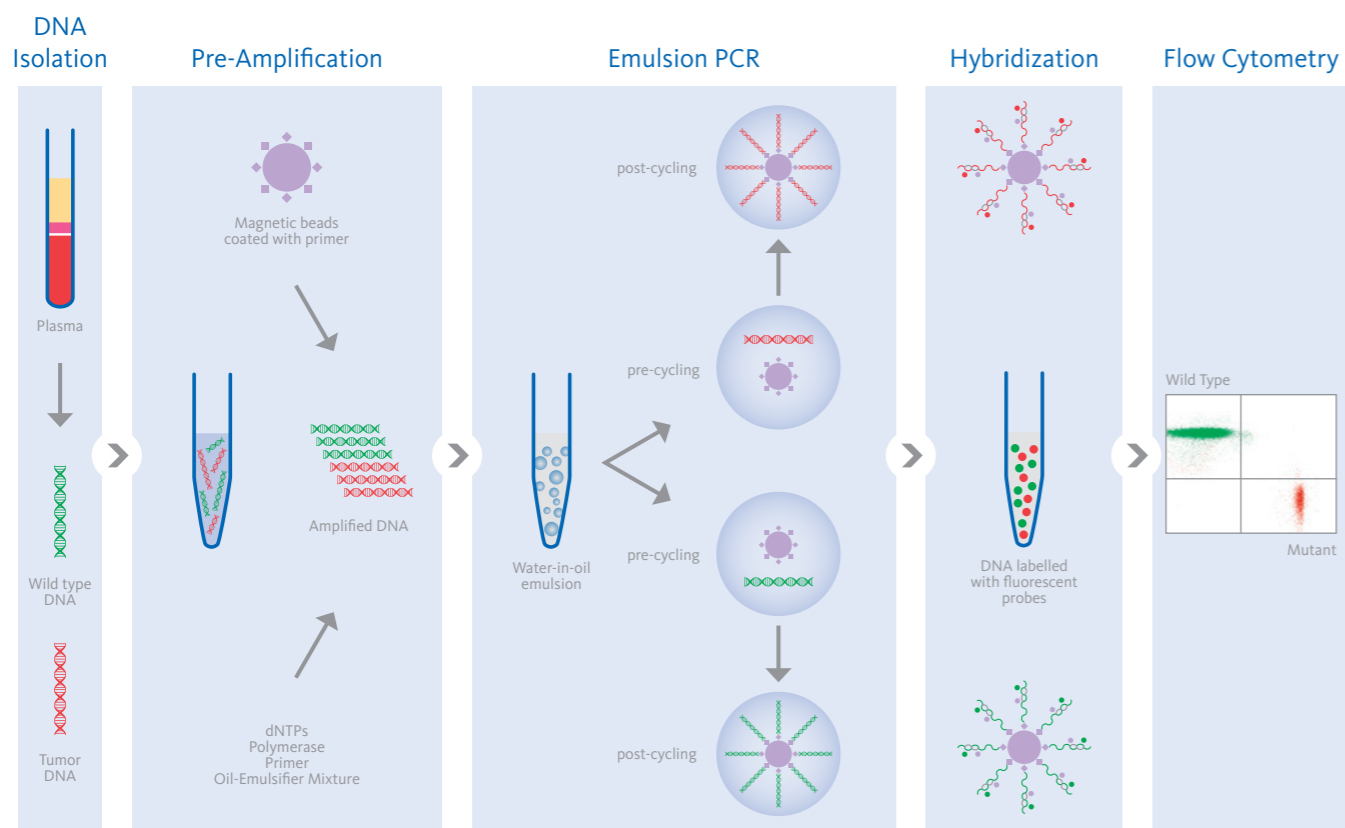 DNA
Isolation
Pre-Amplification
Emulsion PCR
Hybridization
Flow Cytometry
Plasma
Wild type
DNA
Tumor
DNA
Magnetic beads
coated with primer
Amplified DNA
dNTPs
Polymerase
Primer
Oil-Emulsifier Mixture
post-cycling
pre-cycling
Water-in-oil
emulsion
pre-cycling
post-cycling
DNA labelled
with fluorescent
probes
Wild Type
Mutant